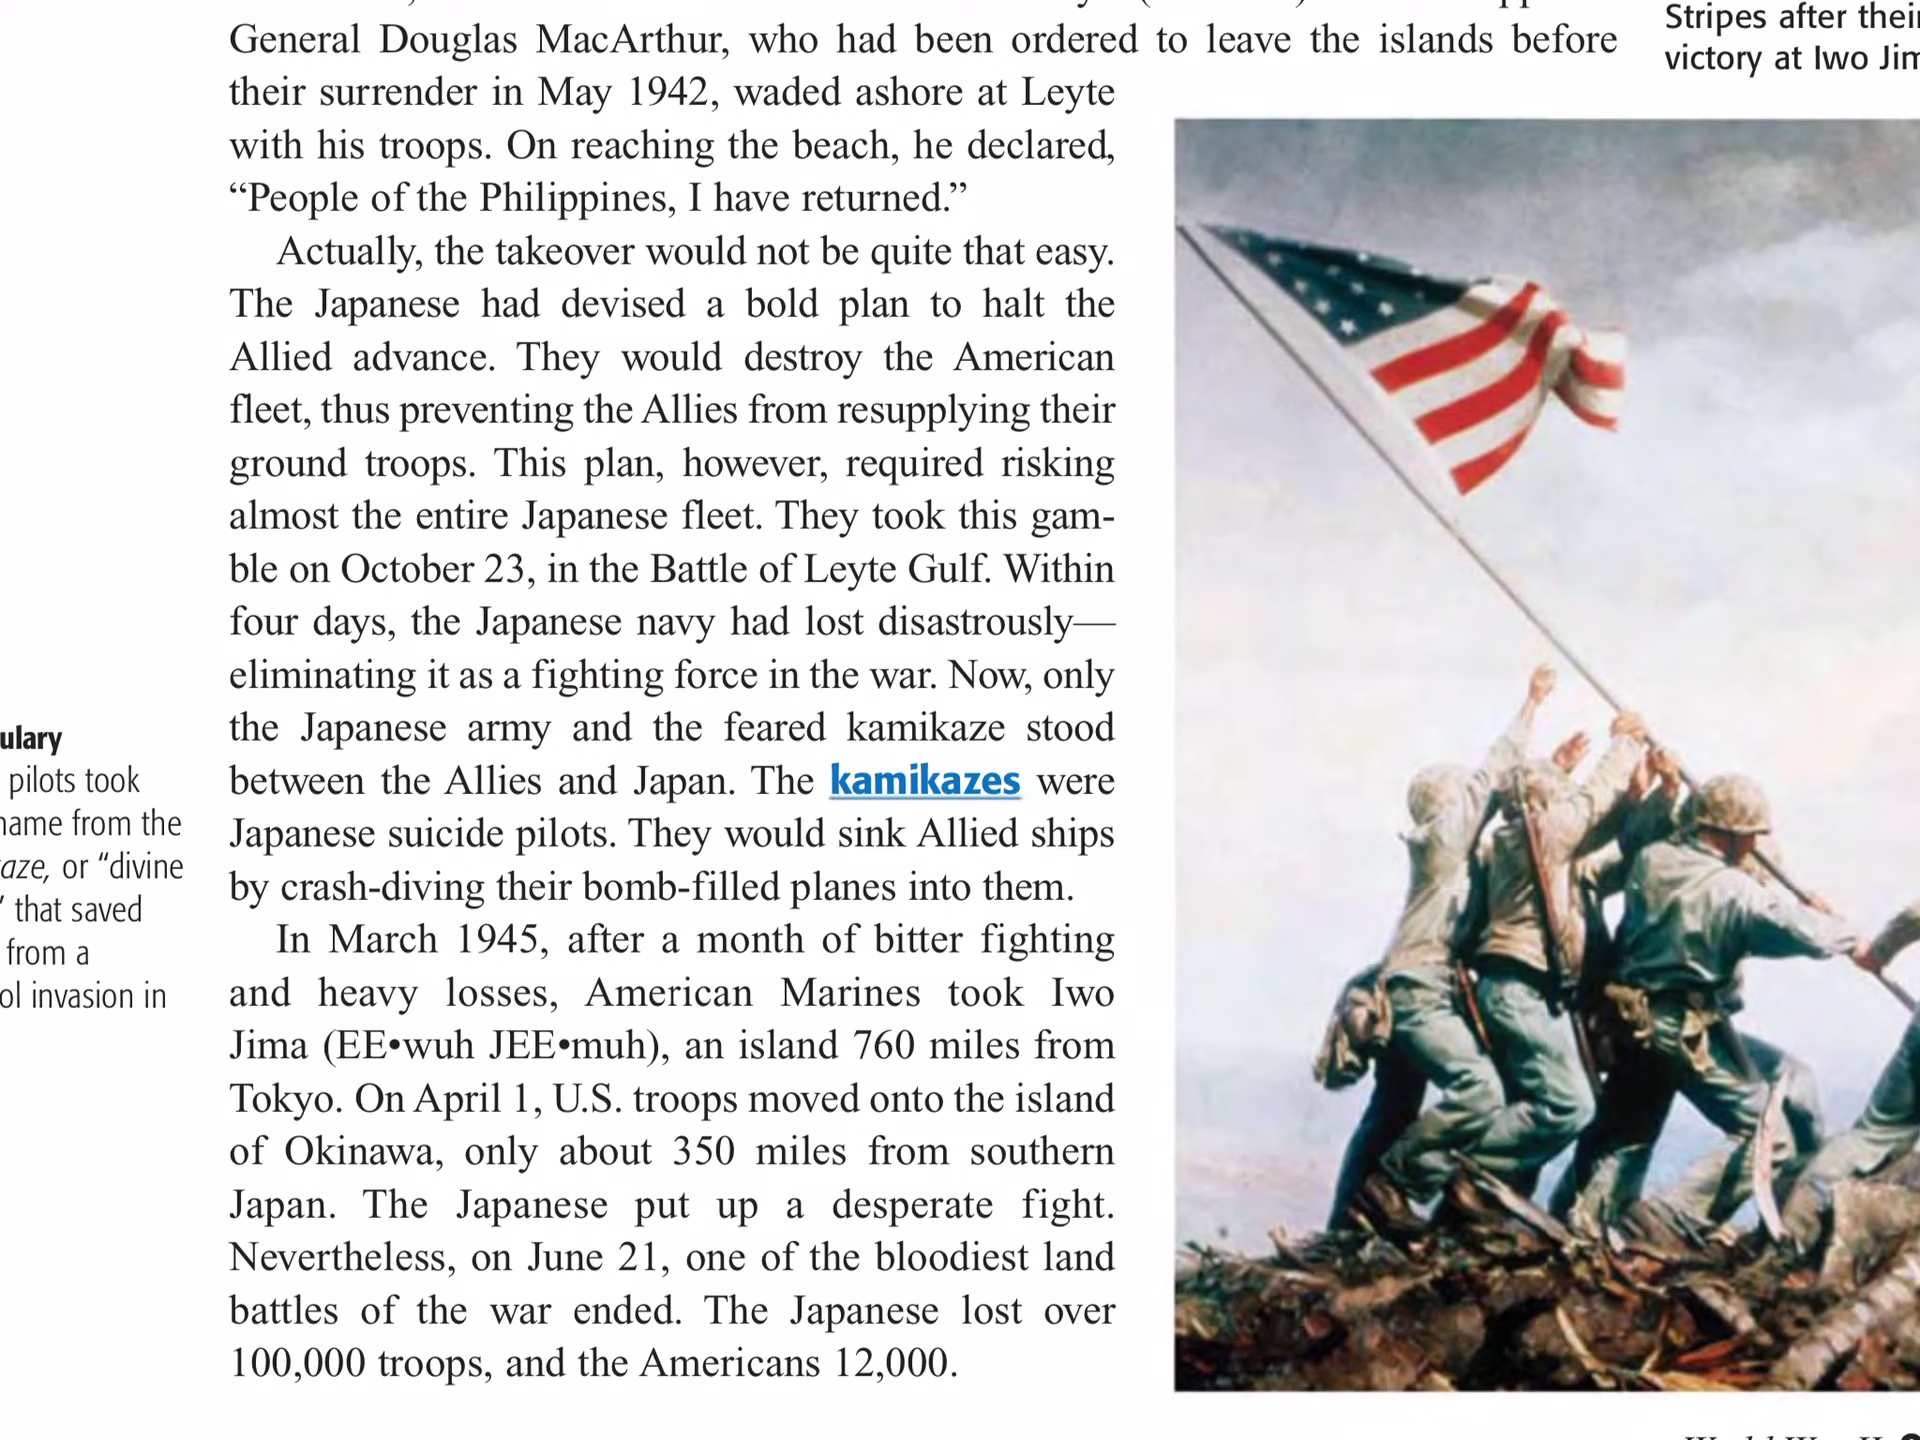 General Douglas MacArthur, who had been ordered to leave the islands before
their surrender in May 1942, waded ashore at Leyte
with his troops. On reaching the beach, he declared,
“People of the Philippines, I have returned.”
Actually, the takeover would not be quite that easy.
The Japanese had devised a bold plan to halt the
Allied advance. They would destroy the American
fleet, thus preventing the Allies from resupplying their
ground troops. This plan, however, required risking
almost the entire Japanese fleet. They took this gam-
ble on October 23, in the Battle of Leyte Gulf. Within
four days, the Japanese navy had lost disastrously—
eliminating it as a fighting force in the war. Now, only
the Japanese army and the feared kamikaze stood
between the Allies and Japan. The kamikazes were
Japanese suicide pilots. They would sink Allied ships
by crash-diving their bomb-filled planes into them.
In March 1945, after a month of bitter fighting
and heavy losses, American Marines took Iwo
Jima (EE•wuh JEE•muh), an island 760 miles from
Tokyo. On April 1, U.S. troops moved onto the island
of Okinawa, only about 350 miles from southern
Japan. The Japanese put up a desperate fight.
Nevertheless, on June 21, one of the bloodiest land
battles of the war ended. The Japanese lost over
100,000 troops, and the Americans 12,000.
ulary
pilots took
name from the
aze, or “divine
” that saved
from a
ol invasion in
Stripes after thei
victory at Iwo Jim